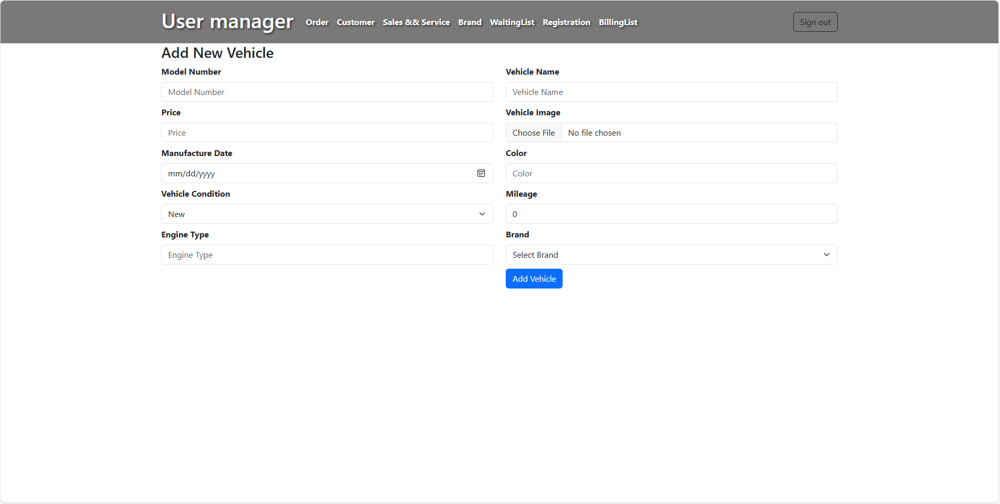 User manager Order Customer Sales && Service Brand WaitingList Registration BillingList Sign out
Add New Vehicle
Model Number Vehicle Name
Model Number Vehicle Name
Price Vehicle Image
Price Choose File No file chosen
Manufacture Date Color
mm/dd/yyyy Color
Vehicle Condition Mileage
New 0
Engine Type Brand
Engine Type Select Brand
Add Vehicle